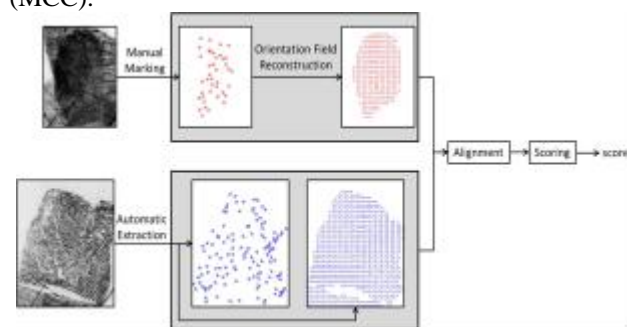 (MCC).
Manual
Marking
Orientation Field
Reconstruction
Automatic
Extraction
Alignment
Scoring
score